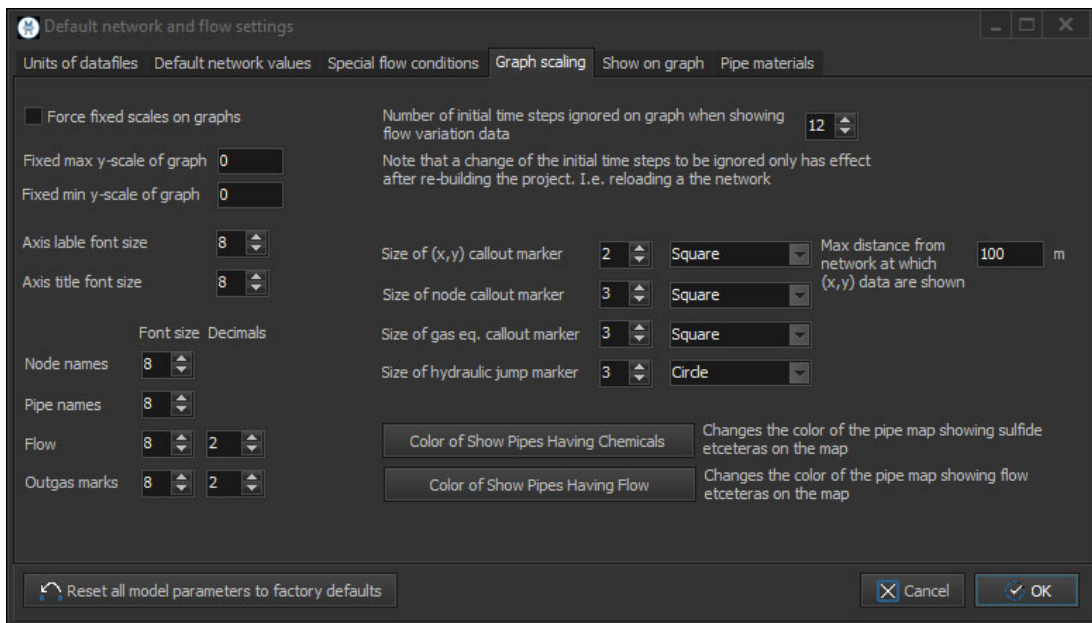 Default network and flow settings
Units of datafiles Default network values Special flow conditions Graph scaling Show on graph Pipe materials
Force fixed scales on graphs
Fixed max y-scale of graph 0
Fixed min y-scale of graph 0
Axis lable font size 8
Axis title font size 8
Font size Decimals
Node names 8
Pipe names 8
Flow 8 2
Outgas marks 8 2
Number of initial time steps ignored on graph when showing
flow variation data
12
Note that a change of the initial time steps to be ignored only has effect
after re-building the project. I.e. reloading a the network
Size of (x,y) callout marker 2 Square
Max distance from
network at which
(x,y) data are shown
100 m
Size of node callout marker 3 Square
Size of gas eq. callout marker 3 Square
Size of hydraulic jump marker 3 Circle
Color of Show Pipes Having Chemicals
Changes the color of the pipe map showing sulfide
etceteras on the map
Color of Show Pipes Having Flow
Changes the color of the pipe map showing flow
etceteras on the map
Reset all model parameters to factory defaults
Cancel
OK